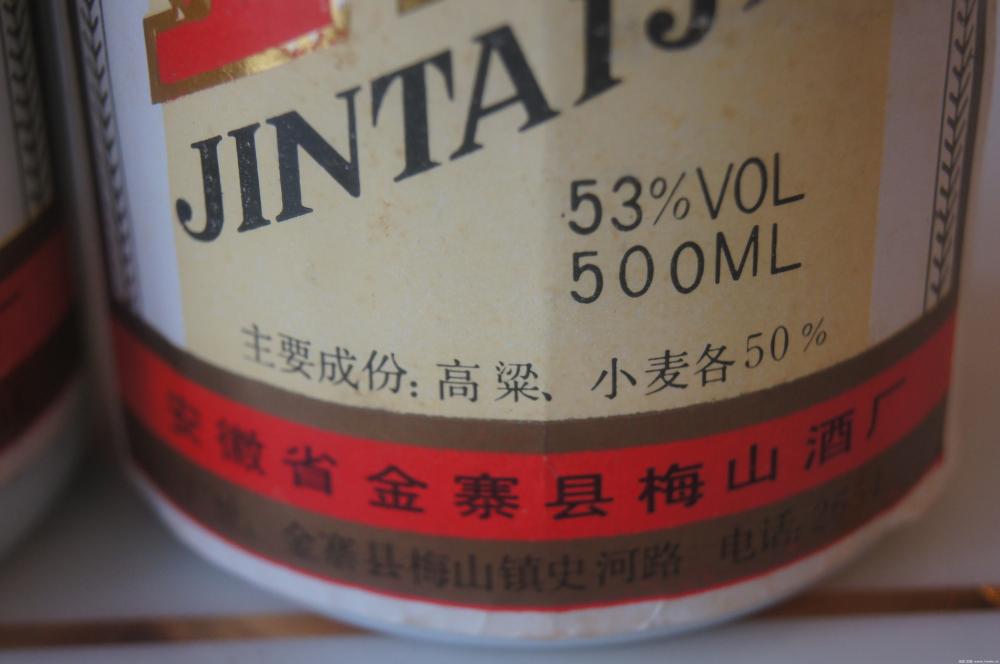 JINTAIJ
53%VOL
500ML
主要成份:高粱、小麦各50%
安徽省金寨县梅山酒厂
金寨县梅山镇史河路 电话: